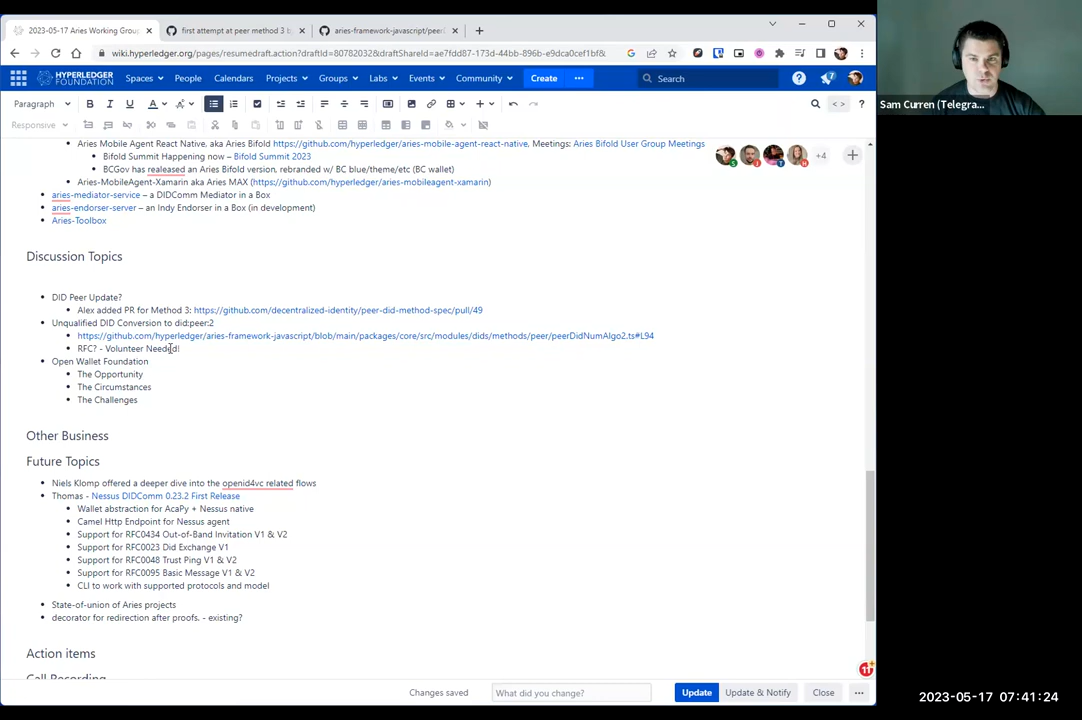 2023-05-17 Aries Working Grou
first attempt at peer method 3 b
aries-framework-javascript/peer
wiki.hyperledger.org/pages/resumedraft.action?draftId=80782032&draftShareId=ae7fdd87-173d-44bb-896b-e9dca0cef1bf&
HYPERLEDGER FOUNDATION Spaces People Calendars Projects Groups Labs Events Community Create Search
Paragraph B I U A
Responsive
Sam Curren (Telegra...
Aries Mobile Agent React Native, aka Aries Bifold https://github.com/hyperledger/aries-mobile-agent-react-native, Meetings: Aries Bifold User Group Meetings
+4
Bifold Summit Happening now – Bifold Summit 2023
BCGov has realeased an Aries Bifold version, rebranded w/ BC blue/theme/etc (BC wallet)
Aries-MobileAgent-Xamarin aka Aries MAX (https://github.com/hyperledger/aries-mobileagent-xamarin)
aries-mediator-service – a DIDComm Mediator in a Box
aries-endorser-server – an Indy Endorser in a Box (in development)
Aries-Toolbox
Discussion Topics
DID Peer Update?
Alex added PR for Method 3: https://github.com/decentralized-identity/peer-did-method-spec/pull/49
Unqualified DID Conversion to did:peer:2
https://github.com/hyperledger/aries-framework-javascript/blob/main/packages/core/src/modules/dids/methods/peer/peerDidNumAlgo2.ts#L94
RFC? - Volunteer Needed!
Open Wallet Foundation
The Opportunity
The Circumstances
The Challenges
Other Business
Future Topics
Niels Klomp offered a deeper dive into the openid4vc related flows
Thomas - Nessus DIDComm 0.23.2 First Release
Wallet abstraction for AcaPy + Nessus native
Camel Http Endpoint for Nessus agent
Support for RFC0434 Out-of-Band Invitation V1 & V2
Support for RFC0023 Did Exchange V1
Support for RFC0048 Trust Ping V1 & V2
Support for RFC0095 Basic Message V1 & V2
CLI to work with supported protocols and model
State-of-union of Aries projects
decorator for redirection after proofs. - existing?
Action items
Call Recording
Changes saved What did you change? Update Update & Notify Close
2023-05-17 07:41:24